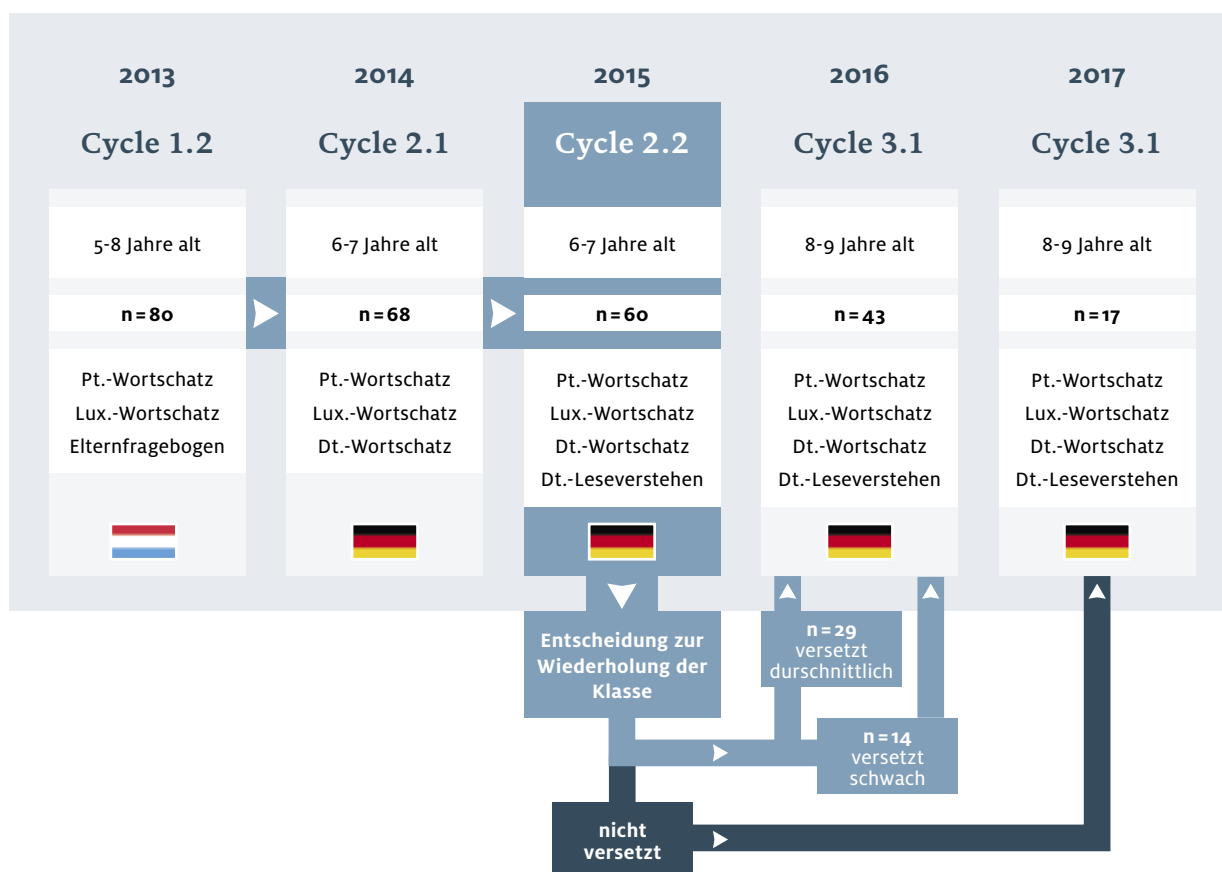 2013
2014
2015
2016
2017
Cycle 1.2
Cycle 2.1
Cycle 2.2
Cycle 3.1
Cycle 3.1
5-8 Jahre alt
6-7 Jahre alt
6-7 Jahre alt
8-9 Jahre alt
8-9 Jahre alt
n=80
n=68
n=60
n=43
n=17
Pt.-Wortschatz
Lux.-Wortschatz
Elternfragebogen
Pt.-Wortschatz
Lux.-Wortschatz
Dt.-Wortschatz
Pt.-Wortschatz
Lux.-Wortschatz
Dt.-Wortschatz
Dt.-Leseverstehen
Pt.-Wortschatz
Lux.-Wortschatz
Dt.-Wortschatz
Dt.-Leseverstehen
Pt.-Wortschatz
Lux.-Wortschatz
Dt.-Wortschatz
Dt.-Leseverstehen
Entscheidung zur
Wiederholung der
Klasse
n=29
versetzt
durschnittlich
n=14
versetzt
schwach
nicht
versetzt